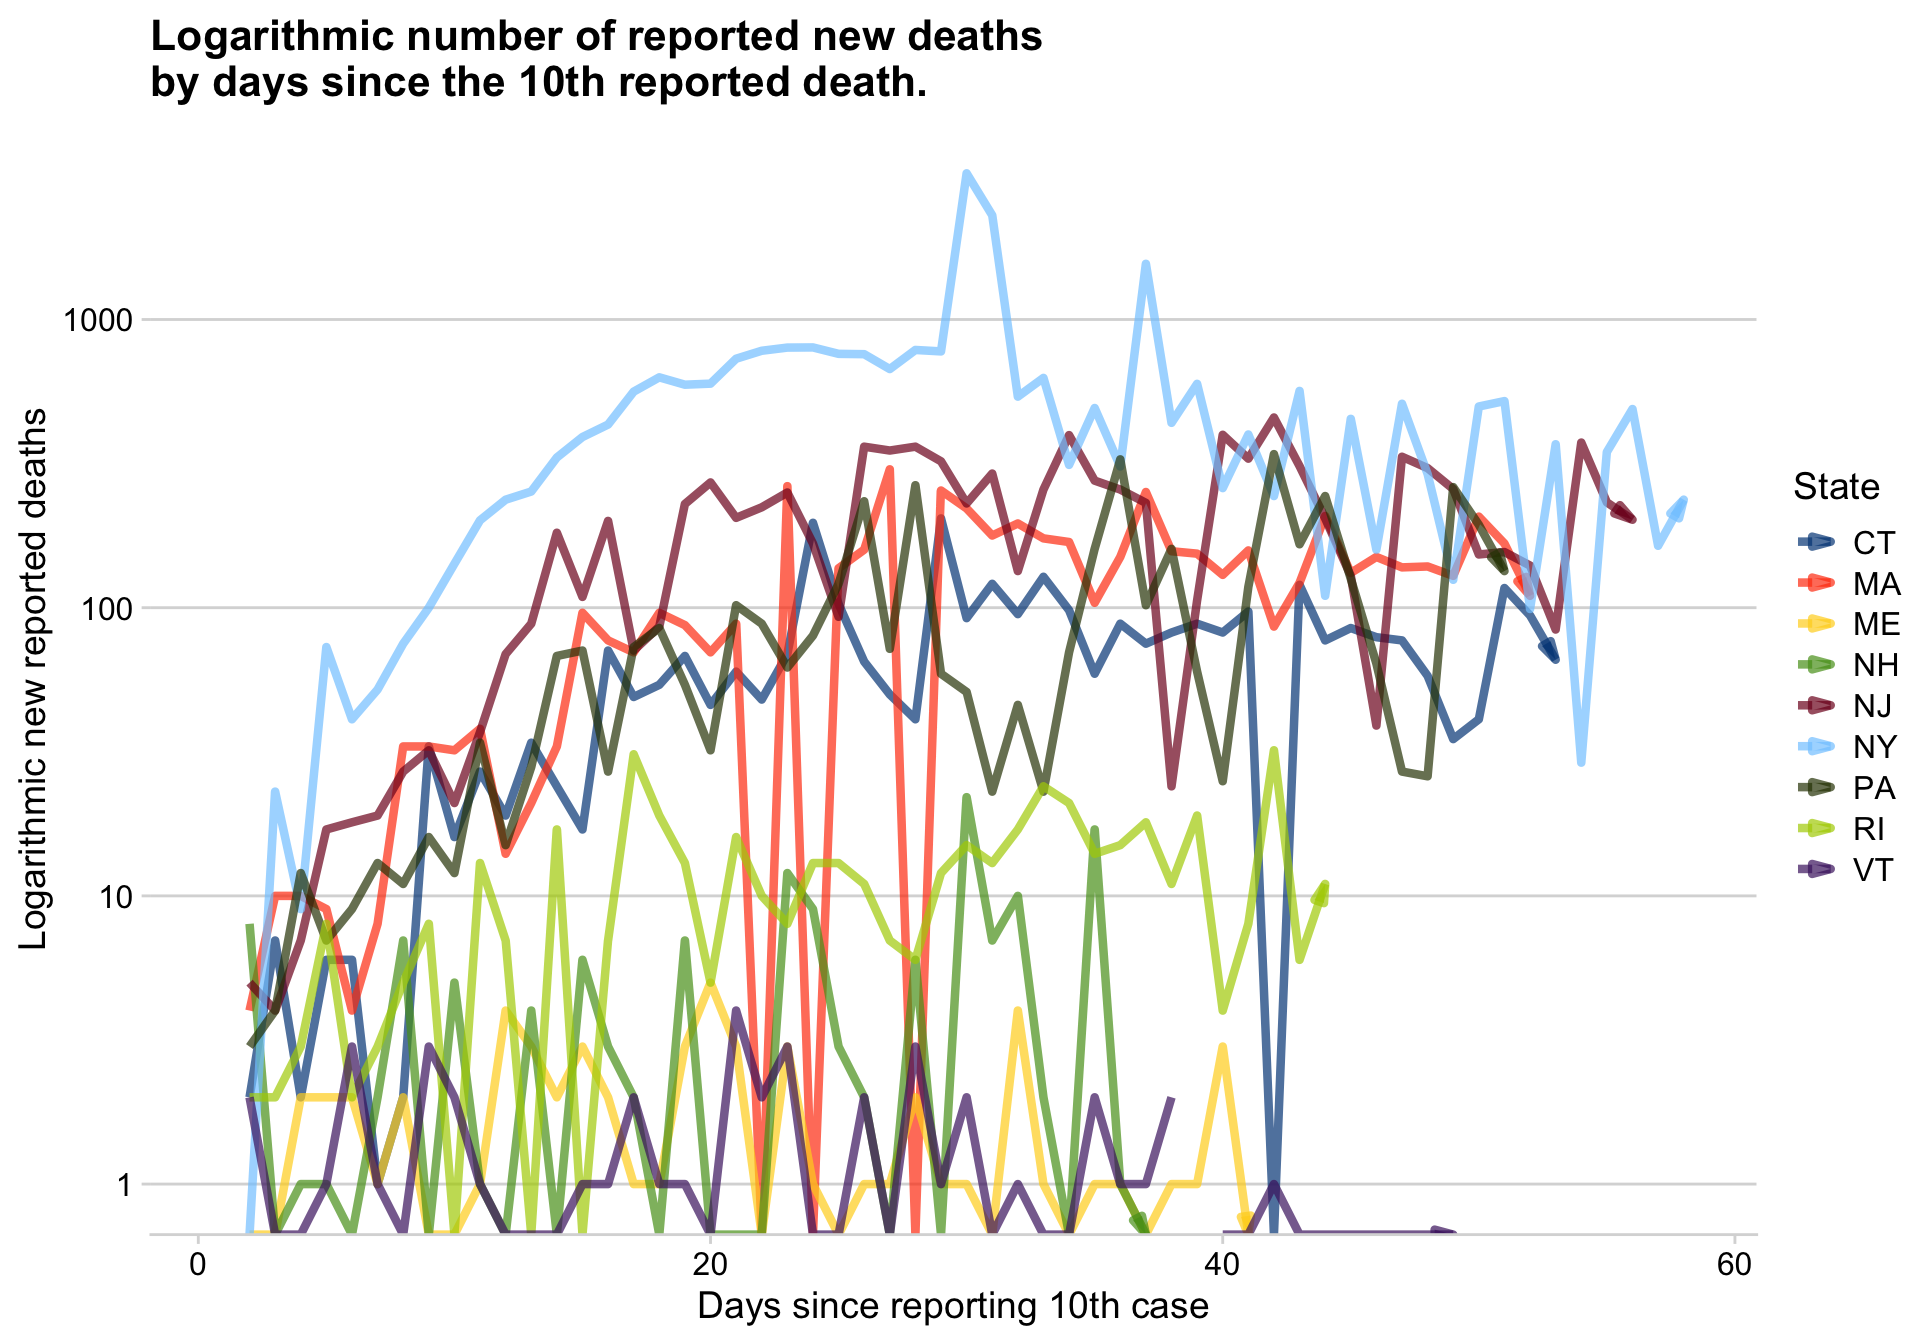 Logarithmic number of reported new deaths
by days since the 10th reported death.
Logarithmic new reported deaths
1000
100
10
1
0
20
40
60
Days since reporting 10th case
State
CT
MA
ME
NH
NJ
NY
PA
RI
VT